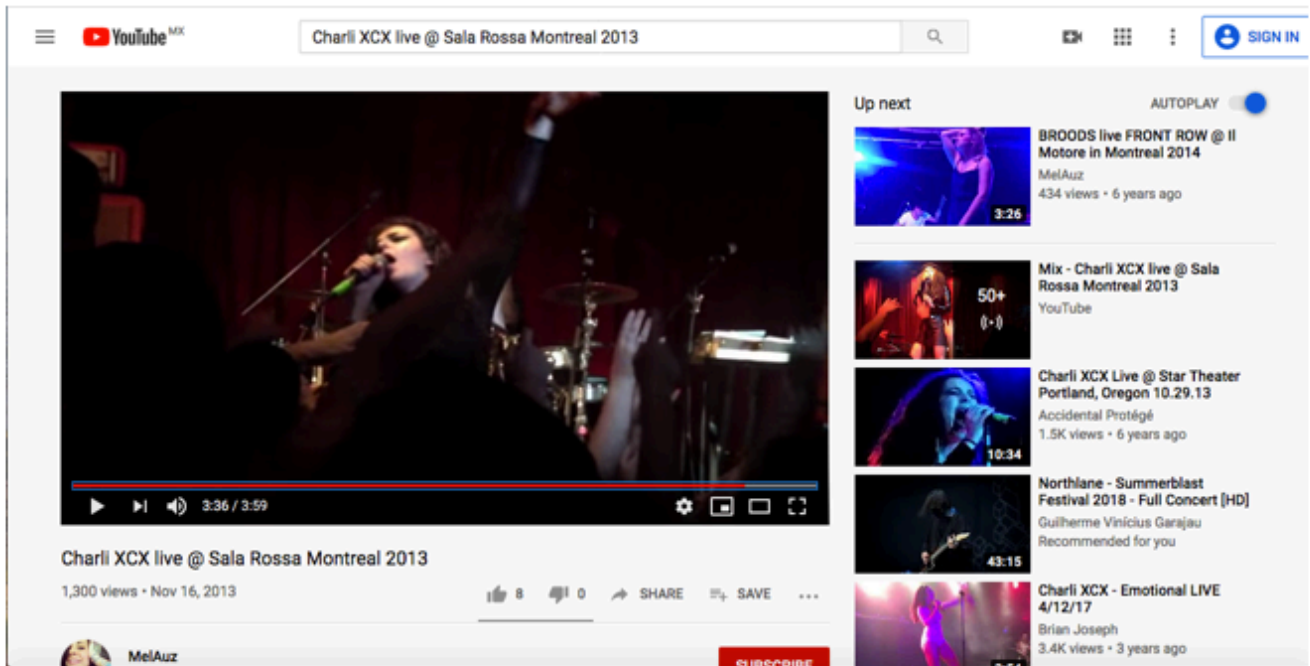 YouTube MX
Charli XCX live @ Sala Rossa Montreal 2013
SIGN IN
3:36 / 3:59
Charli XCX live @ Sala Rossa Montreal 2013
1,300 views • Nov 16, 2013
8
0
SHARE
SAVE
MelAuz
SUBSCRIBE
Up next
AUTOPLAY
3:26
BROODS live FRONT ROW @ Il
Motore in Montreal 2014
MelAuz
434 views • 6 years ago
50+
Mix - Charli XCX live @ Sala
Rossa Montreal 2013
YouTube
10:34
Charli XCX Live @ Star Theater
Portland, Oregon 10.29.13
Accidental Protégé
1.5K views • 6 years ago
43:15
Northlane - Summerblast
Festival 2018 - Full Concert [HD]
Guilherme Vinícius Garajau
Recommended for you
Charli XCX - Emotional LIVE
4/12/17
Brian Joseph
3.4K views • 3 years ago